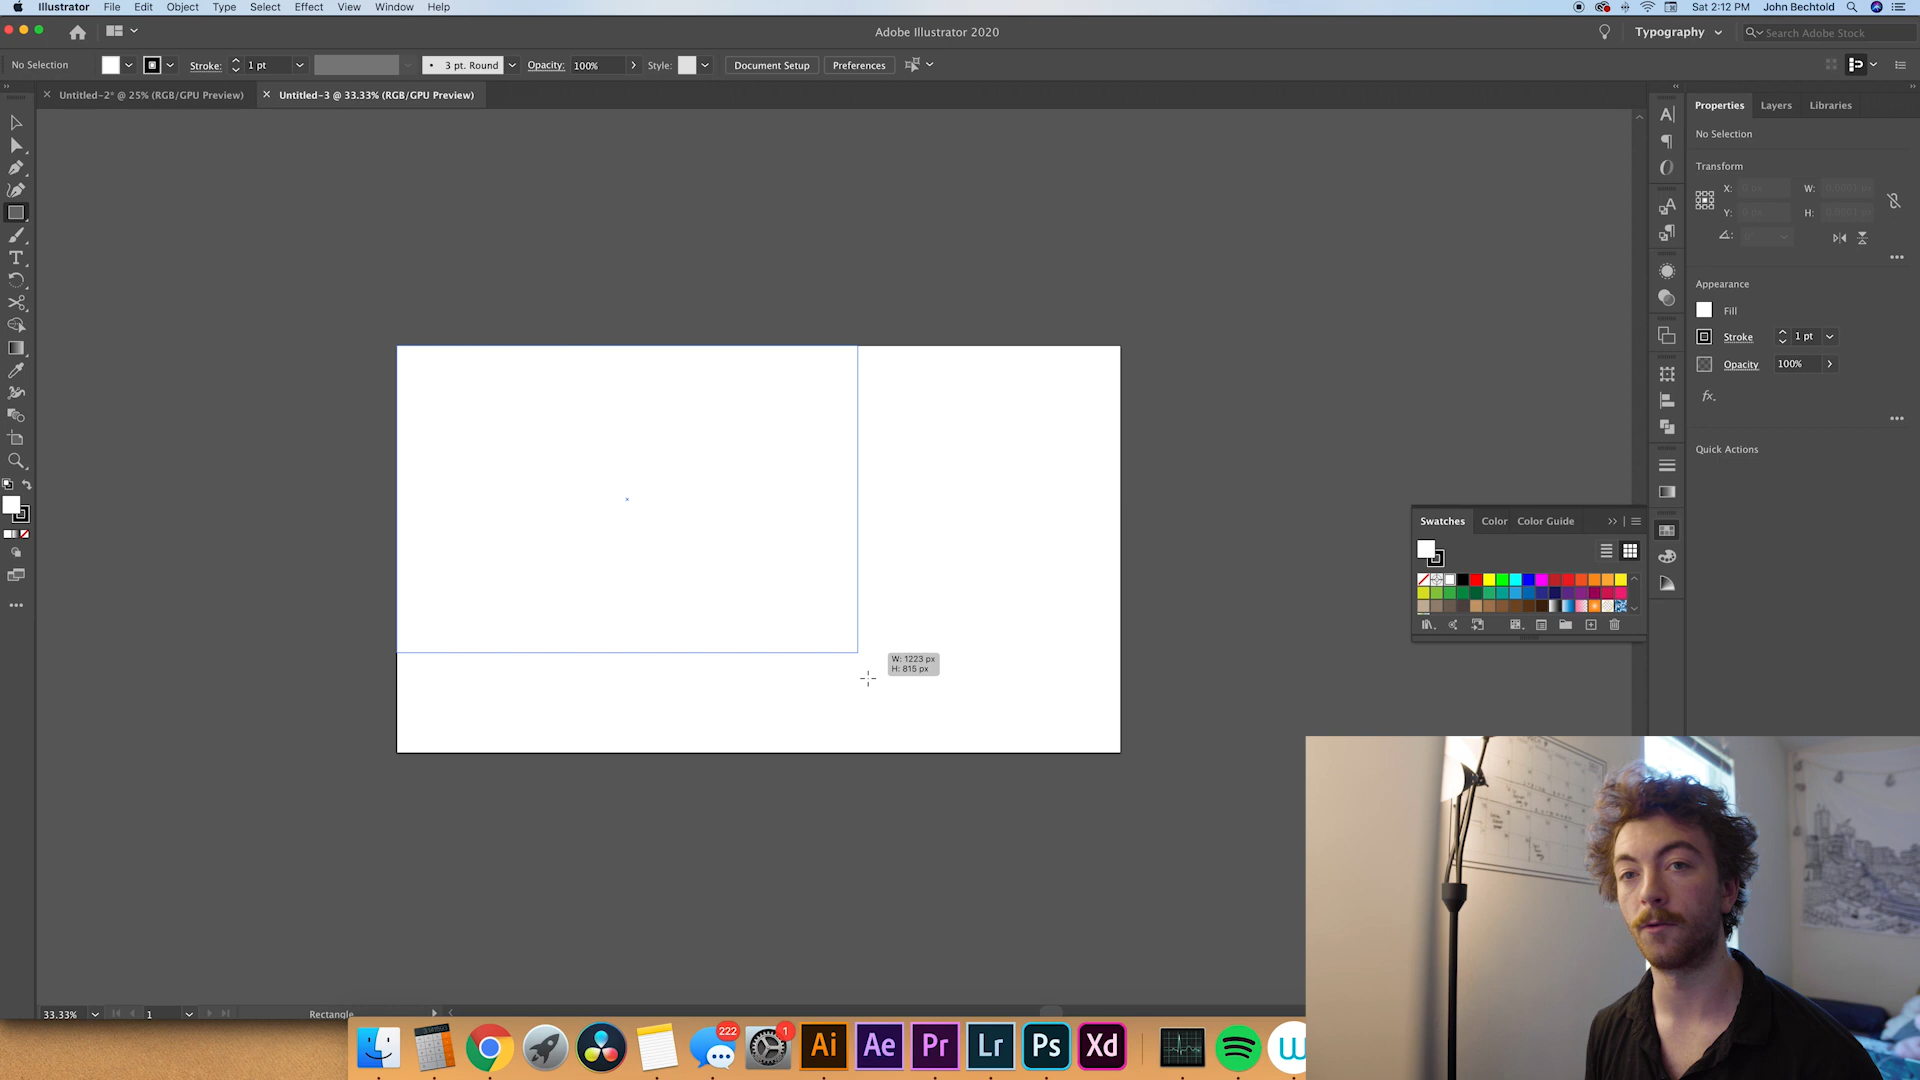 Illustrator File Edit Object Type Select Effect View Window Help
Sat 2:12 PM John Bechtold
Adobe Illustrator 2020
Typography
Search Adobe Stock
No Selection
Stroke: 1 pt
3 pt. Round
Opacity: 100%
Style:
Document Setup
Preferences
Untitled-2* @ 25% (RGB/GPU Preview)
Untitled-3 @ 33.33% (RGB/GPU Preview)
Properties Layers Libraries
No Selection
Transform
X: 0 px W:
Y: 0 px H:
Appearance
Fill
Stroke 1 pt
Opacity 100%
fx.
Quick Actions
Swatches Color Color Guide
W: 1223 px
H: 815 px
33.33% 1 Rectangle
222
1
Ai Ae Pr Lr Ps Xd